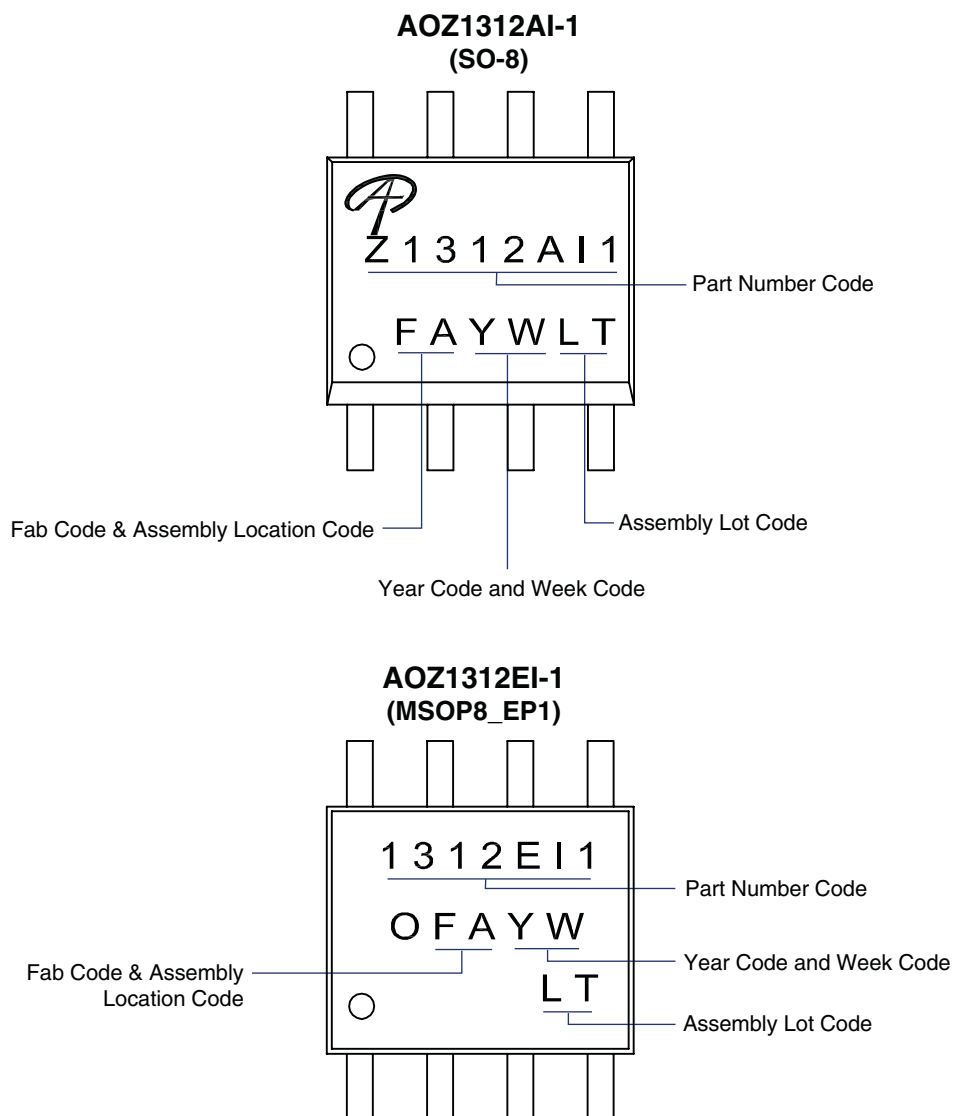 AOZ1312AI-1
(SO-8)
Z1312AI1
Part Number Code
FAYWLT
Fab Code & Assembly Location Code
Assembly Lot Code
Year Code and Week Code
AOZ1312EI-1
(MSOP8_EP1)
1312EI1
Part Number Code
OFAYW
Fab Code & Assembly
Location Code
Year Code and Week Code
LT
Assembly Lot Code